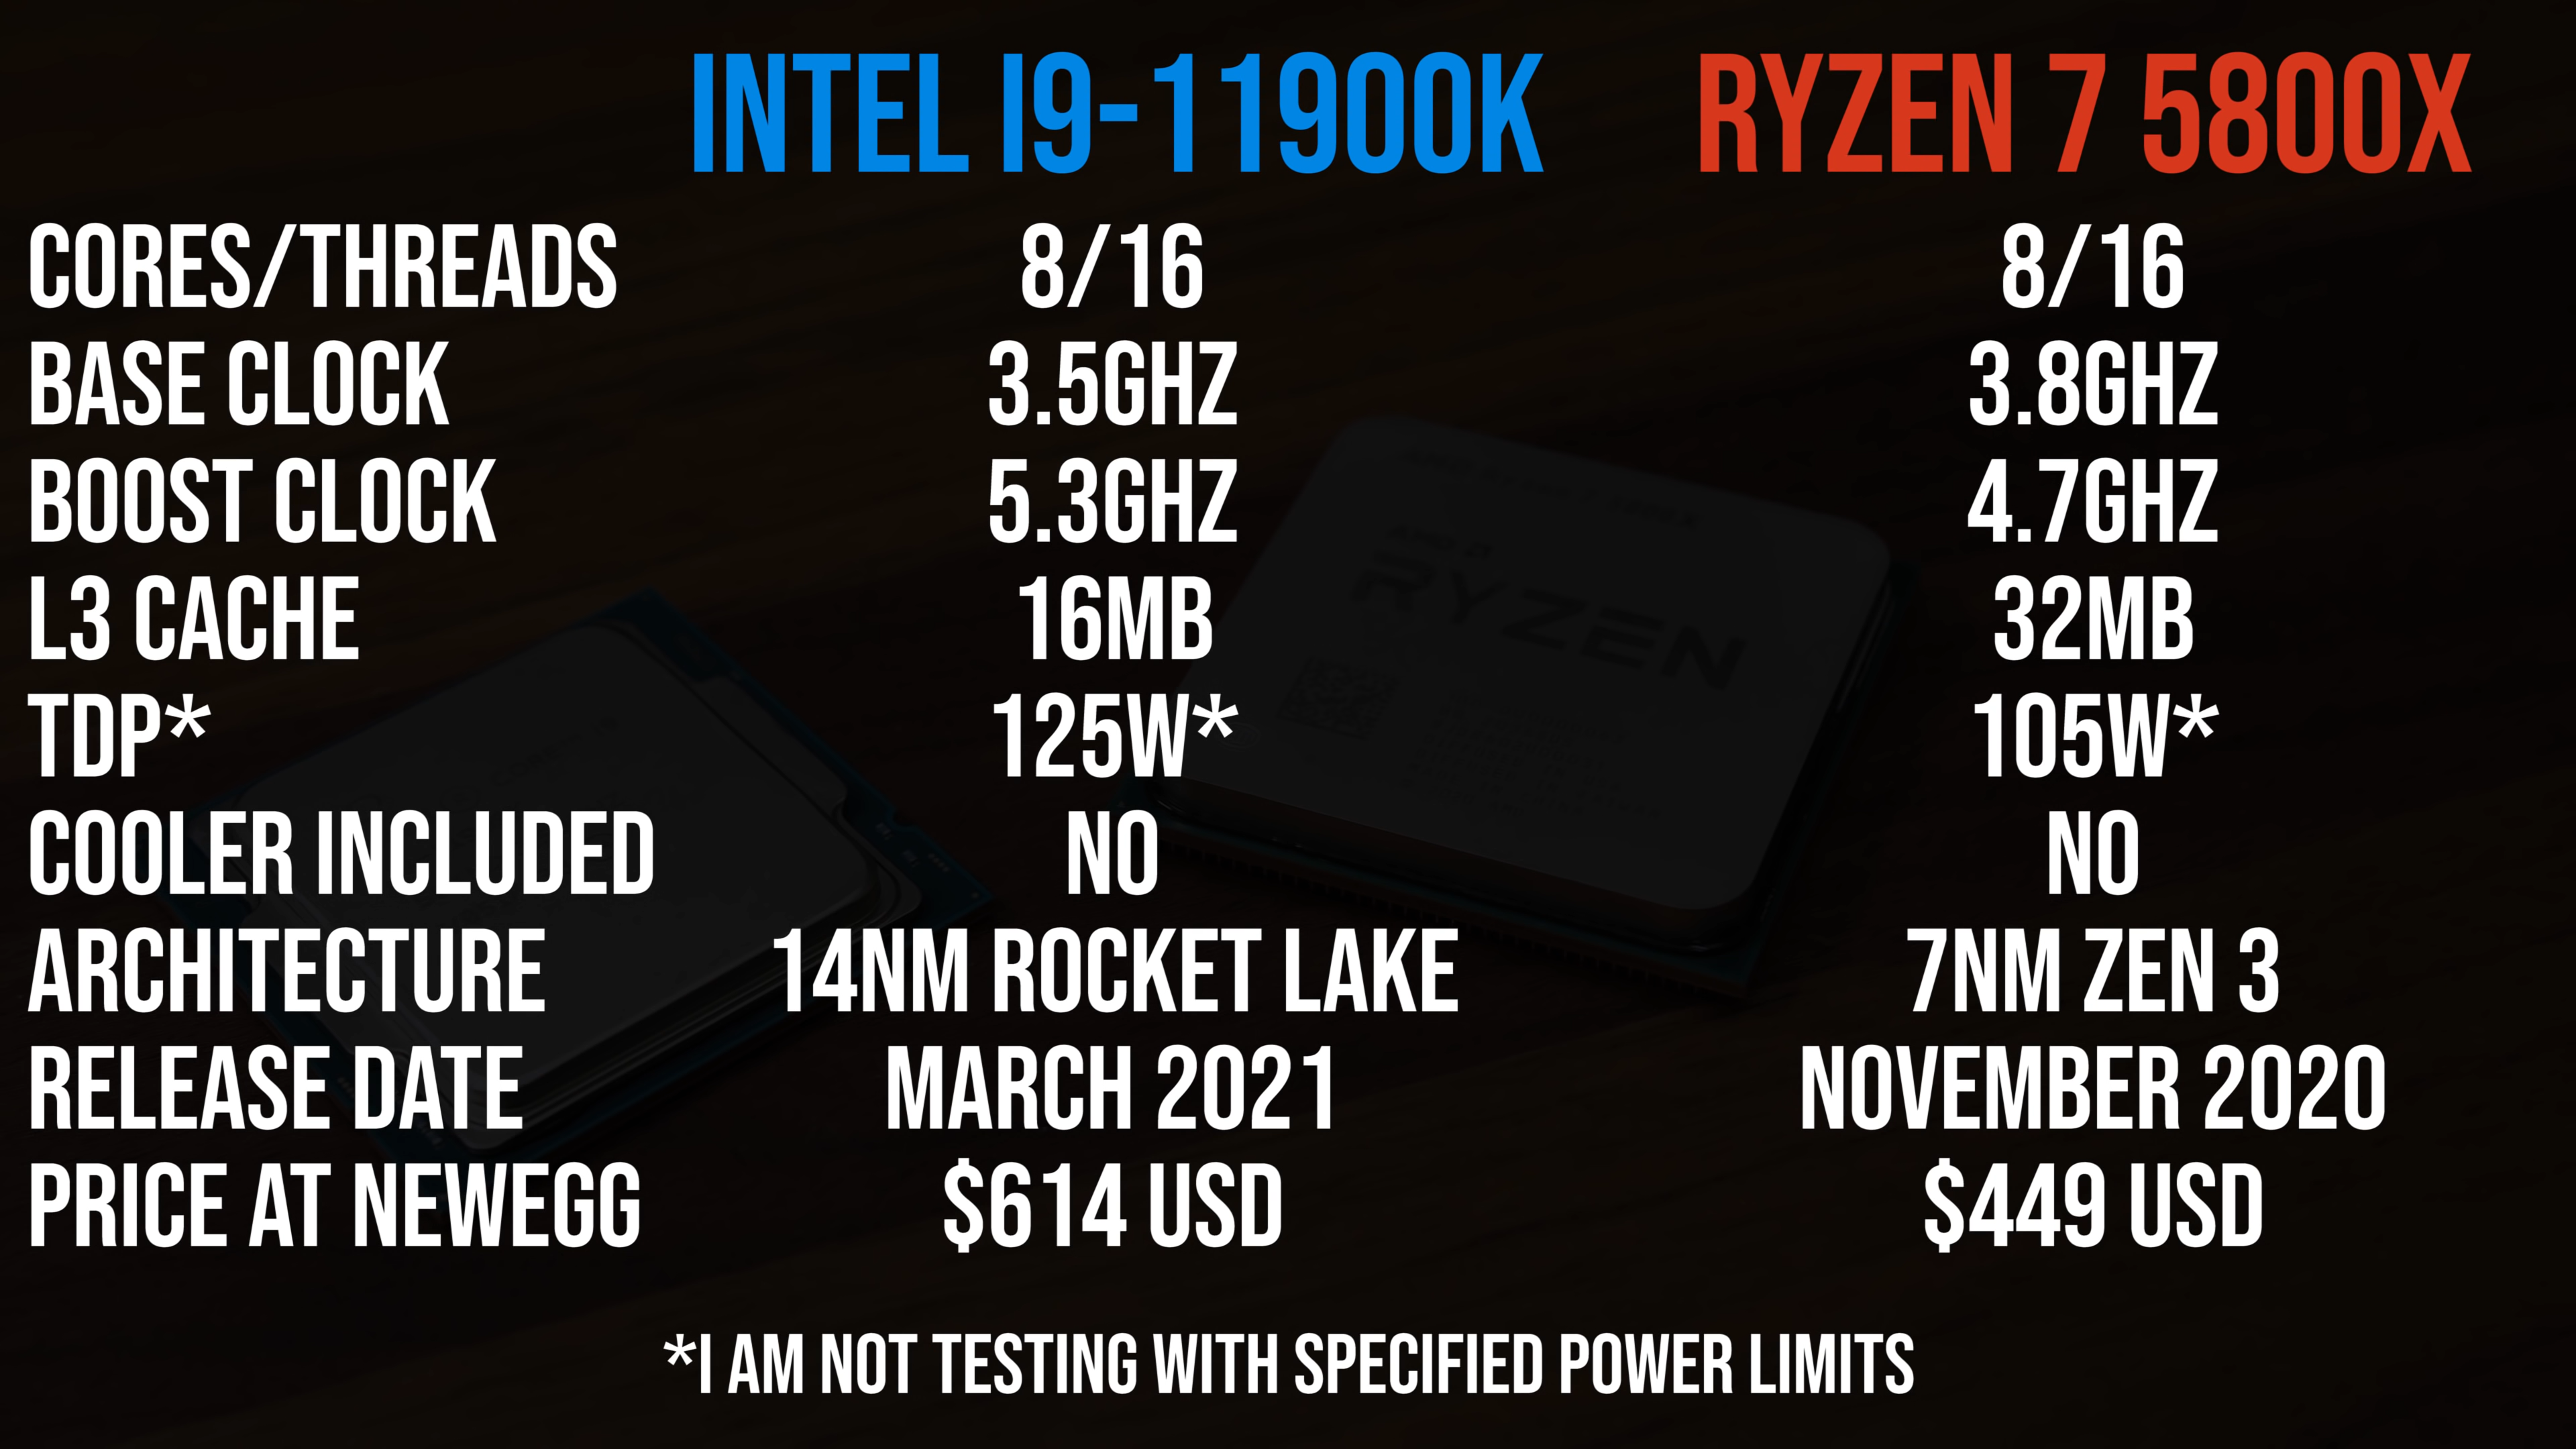 INTEL I9-11900K RYZEN 7 5800X
CORES/THREADS 8/16 8/16
BASE CLOCK 3.5GHZ 3.8GHZ
BOOST CLOCK 5.3GHZ 4.7GHZ
L3 CACHE 16MB 32MB
TDP* 125W* 105W*
COOLER INCLUDED NO NO
ARCHITECTURE 14NM ROCKET LAKE 7NM ZEN 3
RELEASE DATE MARCH 2021 NOVEMBER 2020
PRICE AT NEWEGG $614 USD $449 USD
*I AM NOT TESTING WITH SPECIFIED POWER LIMITS
RYZEN